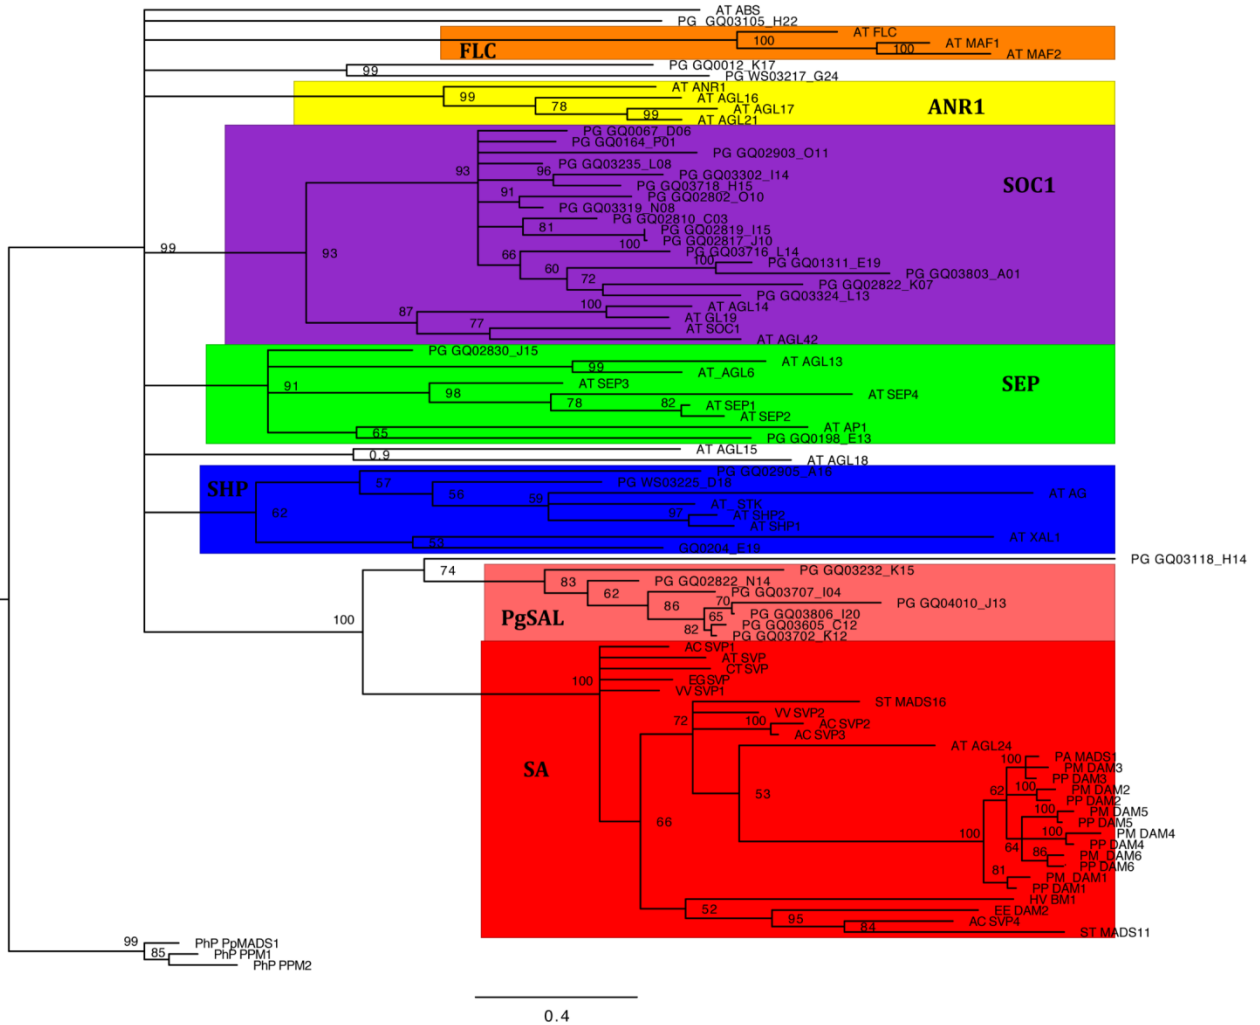 AT ABS
PG GQ03105_H22
AT FLC
FLC
100
AT MAF1
100
AT MAF2
PG GQ0012_K17
99
PG WS03217_G24
AT ANR1
99
AT AGL16
78
AT AGL17
ANR1
99
AT AGL21
PG GQ0067_D06
PG GQ0164_P01
PG GQ02903_O11
PG GQ03235_L08
93
96
PG GQ03302_I14
PG GQ03718_H15
SOC1
91
PG GQ02802_O10
PG GQ03319_N08
PG GQ02810_C03
81
PG GQ02819_I15
100
PG GQ02817_J10
99
93
66
PG GQ03716_L14
100
PG GQ01311_E19
60
PG GQ03803_A01
72
PG GQ02822_K07
PG GQ03324_L13
100
AT AGL14
87
AT GL19
77
AT SOC1
AT AGL42
PG GQ02830_J15
AT AGL13
99
AT_AGL6
91
AT SEP3
SEP
98
AT SEP4
78
82
AT SEP1
AT SEP2
AT AP1
65
PG GQ0198_E13
AT AGL15
0.9
AT AGL18
PG GQ02905_A18
57
PG WS03225_D18
SHP
56
59
AT AG
AT_ STK
62
97
AT SHP2
AT SHP1
AT XAL1
53
GQ0204_E19
PG GQ03118_H14
74
PG GQ03232_K15
83
PG GQ02822_N14
62
PG GQ03707_I04
86
70
PG GQ04010_J13
100
PgSAL
65
PG GQ03806_I20
82
PG GQ03605_C12
PG GQ03702_K12
AC SVP1
AT SVP
CT SVP
100
EG SVP
VV SVP1
ST MADS16
72
VV SVP2
100
AC SVP2
AC SVP3
AT AGL24
100
PA MADS1
PM DAM3
SA
PP DAM3
62
100
PM DAM2
53
PP DAM2
100
PM DAM5
66
PP DAM5
100
100
PM DAM4
64
PP DAM4
86
PM_DAM6
PP DAM6
81
PM_DAM1
PP DAM1
HV BM1
52
EE DAM2
95
AC SVP4
84
ST MADS11
99
PhP PpMADS1
85
PhP PPM1
PhP PPM2
0.4